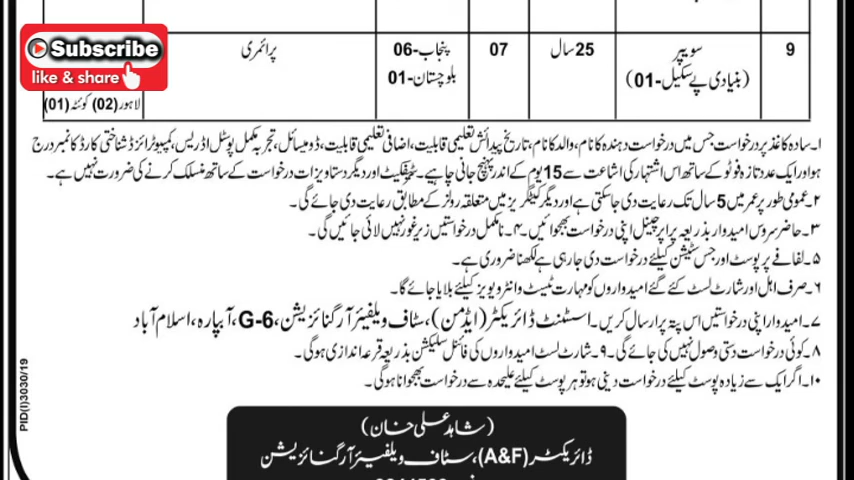 Subscribe
like & share
9
سویپر
(بنیادی پے سکیل-01)
25 سال
07
پنجاب-06
بلوچستان-01
پرائمری
لاہور (02) کوئٹہ (01)
۱۔ سادہ کاغذ پر درخواست جس میں درخواست دہندہ کا نام، والد کا نام، تاریخ پیدائش تعلیمی قابلیت، اضافی تعلیمی قابلیت، ڈومیسائل، تجربہ مکمل پوسٹل اڈریس، کمپیوٹرائزڈ شناختی کارڈ کا نمبر درج
ہو اور ایک عدد تازہ فوٹو کے ساتھ اس اشتہار کی اشاعت سے 15 یوم کے اندر پہنچ جانی چاہیے۔ سٹیفکیٹ اور دیگر دستاویزات درخواست کے ساتھ منسلک کرنے کی ضرورت نہیں ہے۔
۲۔ عمومی طور پر عمر میں 5 سال تک رعایت دی جا سکتی ہے اور دیگر کیٹگریز میں متعلقہ رولز کے مطابق رعایت دی جائے گی۔
۳۔ حاضر سروس امیدوار بذریعہ پراپر چینل اپنی درخواست بھجوائیں۔ ۴۔ نامکمل درخواستیں زیر غور نہیں لائی جائیں گی۔
۵۔ لفافے پر پوسٹ اور جس سٹیشن کیلئے درخواست دی جا رہی ہے لکھنا ضروری ہے۔
۶۔ صرف اہل اور شارٹ لسٹ کئے گئے امیدواروں کو مہارت ٹیسٹ و انٹرویوز کیلئے بلایا جائے گا۔
۷۔ امیدوار اپنی درخواستیں اس پتہ پر ارسال کریں۔ اسسٹنٹ ڈائریکٹر (ایڈمن)، سٹاف ویلفیئر آرگنائزیشن، G-6، آبپارہ، اسلام آباد
۸۔ کوئی درخواست دستی وصول نہیں کی جائے گی۔ ۹۔ شارٹ لسٹ امیدواروں کی فائنل سلیکشن بذریعہ قرعہ اندازی ہوگی۔
۱۰۔ اگر ایک سے زیادہ پوسٹ کیلئے درخواست دینی ہو تو ہر پوسٹ کیلئے علیحدہ سے درخواست بھجوانا ہوگی۔
PID(I)3030/19
(شاہد علی خان)
ڈائریکٹر (A&F)، سٹاف ویلفیئر آرگنائزیشن